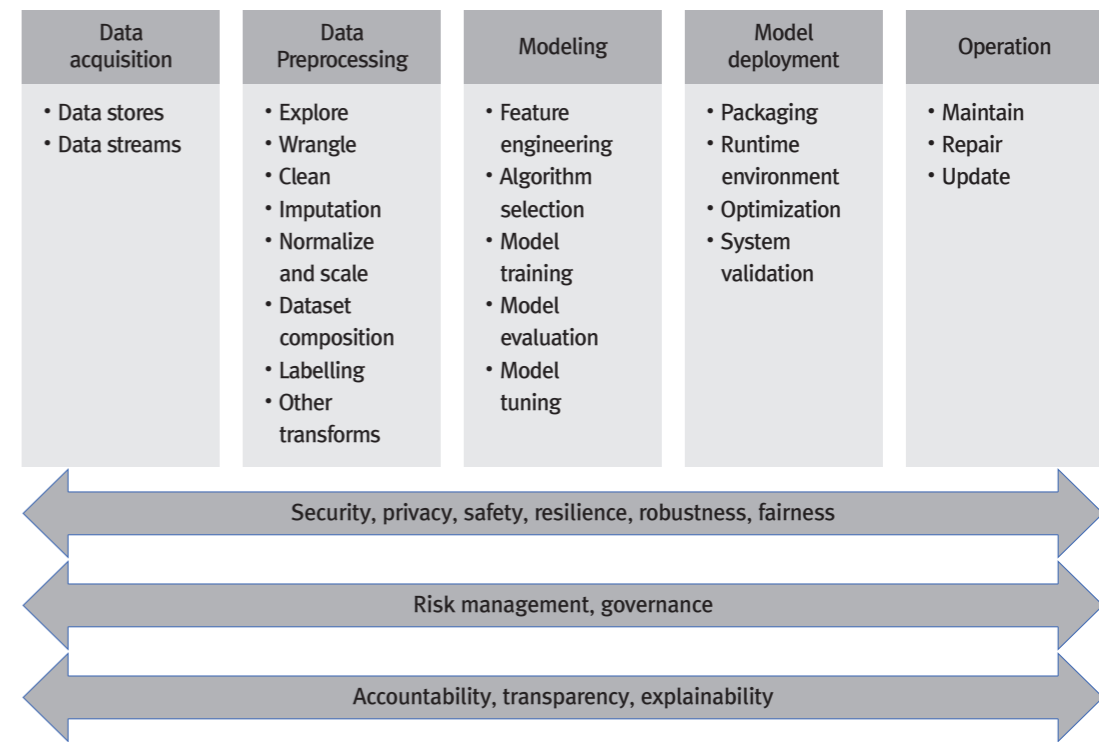 Data
acquisition
• Data stores
• Data streams
Data
Preprocessing
• Explore
• Wrangle
• Clean
• Imputation
• Normalize
and scale
• Dataset
composition
• Labelling
• Other
transforms
Modeling
• Feature
engineering
• Algorithm
selection
• Model
training
• Model
evaluation
• Model
tuning
Model
deployment
• Packaging
• Runtime
environment
• Optimization
• System
validation
Operation
• Maintain
• Repair
• Update
Security, privacy, safety, resilience, robustness, fairness
Risk management, governance
Accountability, transparency, explainability